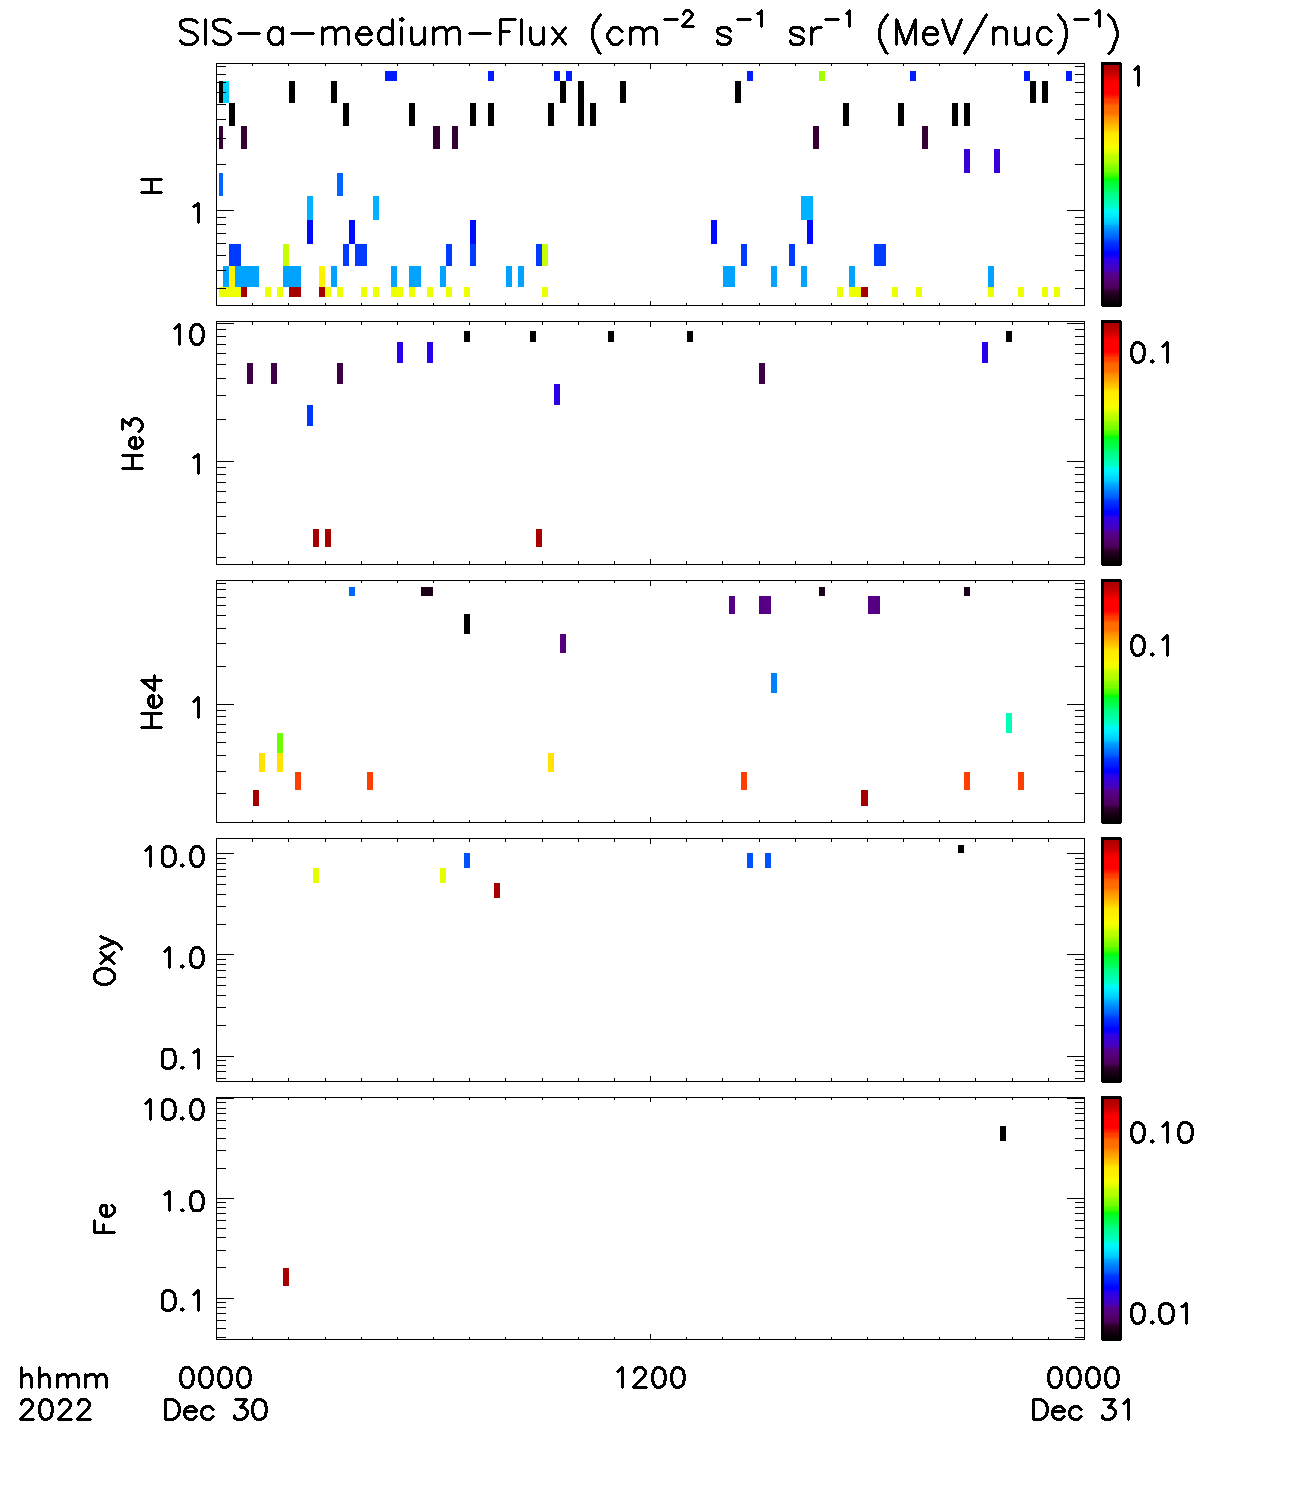 SIS-a-medium-Flux (cm⁻² s⁻¹ sr⁻¹ (MeV/nuc)⁻¹)
H
1
1
He3
10
1
0.1
He4
1
0.1
Oxy
10.0
1.0
0.1
Fe
10.0
1.0
0.1
0.10
0.01
hhmm 0000 1200 0000
2022 Dec 30 Dec 31